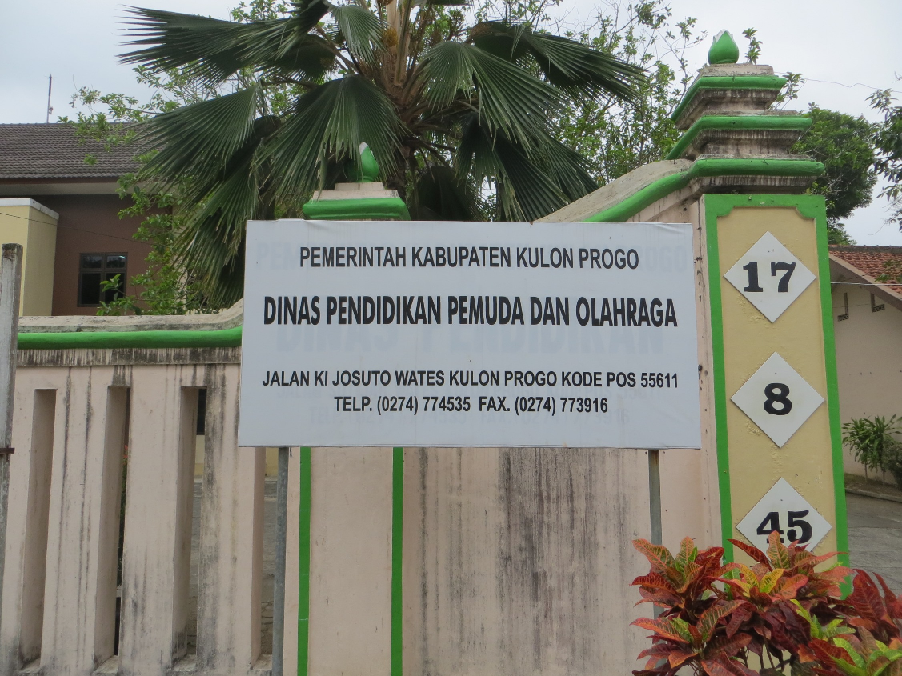 PEMERINTAH KABUPATEN KULON PROGO
DINAS PENDIDIKAN PEMUDA DAN OLAHRAGA
JALAN KI JOSUTO WATES KULON PROGO KODE POS 55611
TELP. (0274) 774535 FAX. (0274) 773916
17
8
45